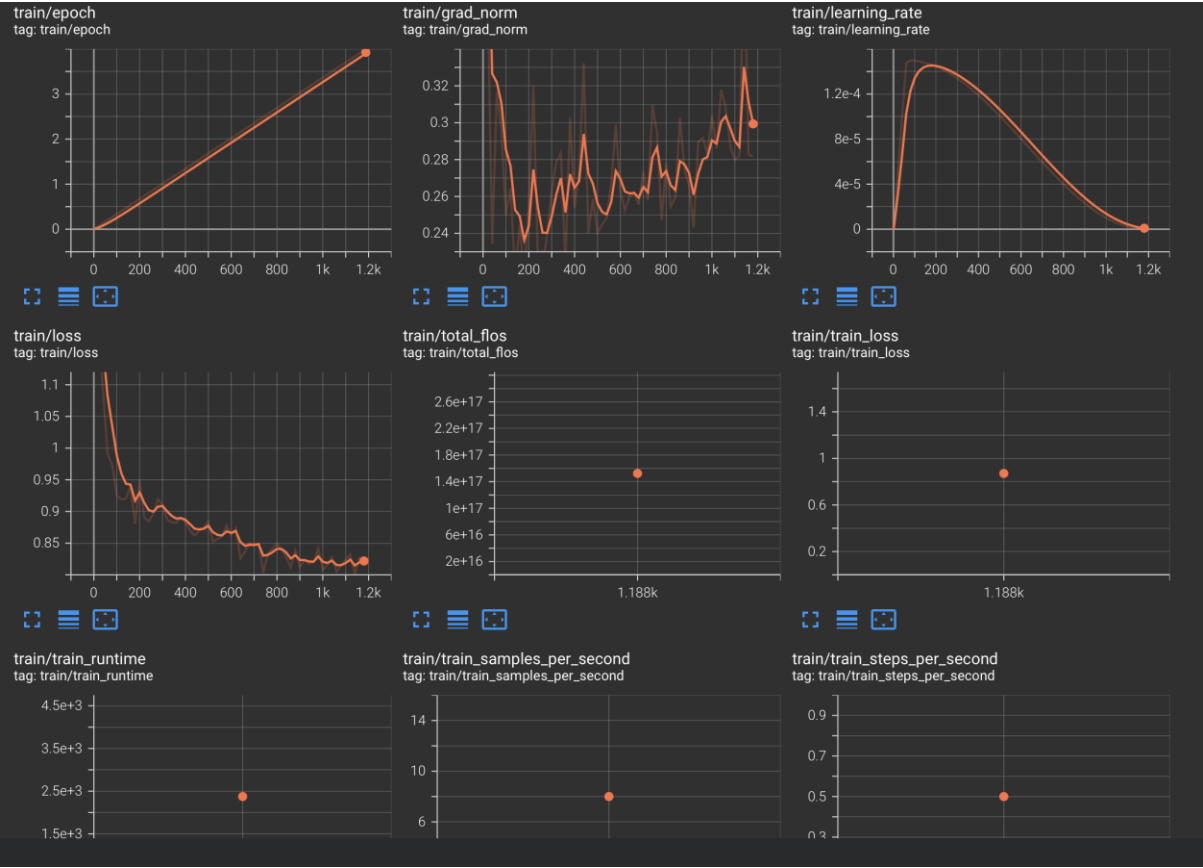 train/epoch
tag: train/epoch
3
2
1
0
0 200 400 600 800 1k 1.2k
train/grad_norm
tag: train/grad_norm
0.32
0.3
0.28
0.26
0.24
0 200 400 600 800 1k 1.2k
train/learning_rate
tag: train/learning_rate
1.2e-4
8e-5
4e-5
0
0 200 400 600 800 1k 1.2k
train/loss
tag: train/loss
1.1
1.05
1
0.95
0.9
0.85
0 200 400 600 800 1k 1.2k
train/total_flos
tag: train/total_flos
2.6e+17
2.2e+17
1.8e+17
1.4e+17
1e+17
6e+16
2e+16
1.188k
train/train_loss
tag: train/train_loss
1.4
1
0.6
0.2
1.188k
train/train_runtime
tag: train/train_runtime
4.5e+3
3.5e+3
2.5e+3
1.5e+3
train/train_samples_per_second
tag: train/train_samples_per_second
14
10
6
train/train_steps_per_second
tag: train/train_steps_per_second
0.9
0.7
0.5
0.3